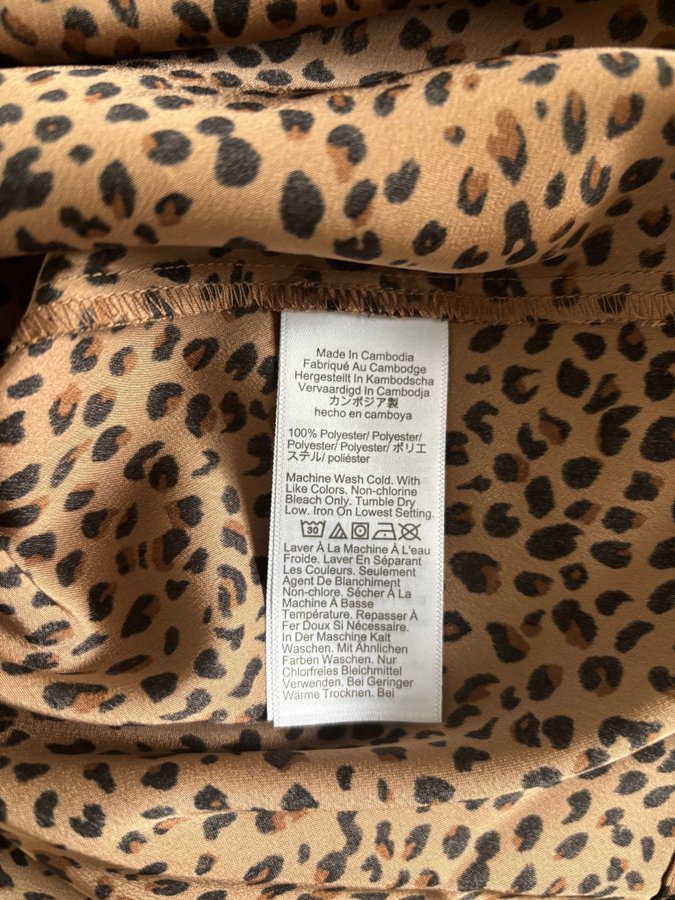 Made In Cambodia
Fabriqué Au Cambodge
Hergestellt In Kambodscha
Vervaardigd In Cambodja
カンボジア製
hecho en camboya
100% Polyester/ Polyester/
Polyester/ Polyester/ ポリエ
ステル/ poliéster
Machine Wash Cold. With
Like Colors. Non-chlorine
Bleach Only. Tumble Dry
Low. Iron On Lowest Setting.
30
Laver À La Machine À L'eau
Froide. Laver En Séparant
Les Couleurs. Seulement
Agent De Blanchiment
Non-chlore. Sécher À La
Machine À Basse
Température. Repasser À
Fer Doux Si Nécessaire.
In Der Maschine Kalt
Waschen. Mit Ähnlichen
Farben Waschen. Nur
Chlorfreies Bleichmittel
Verwenden. Bei Geringer
Wärme Trocknen. Bei